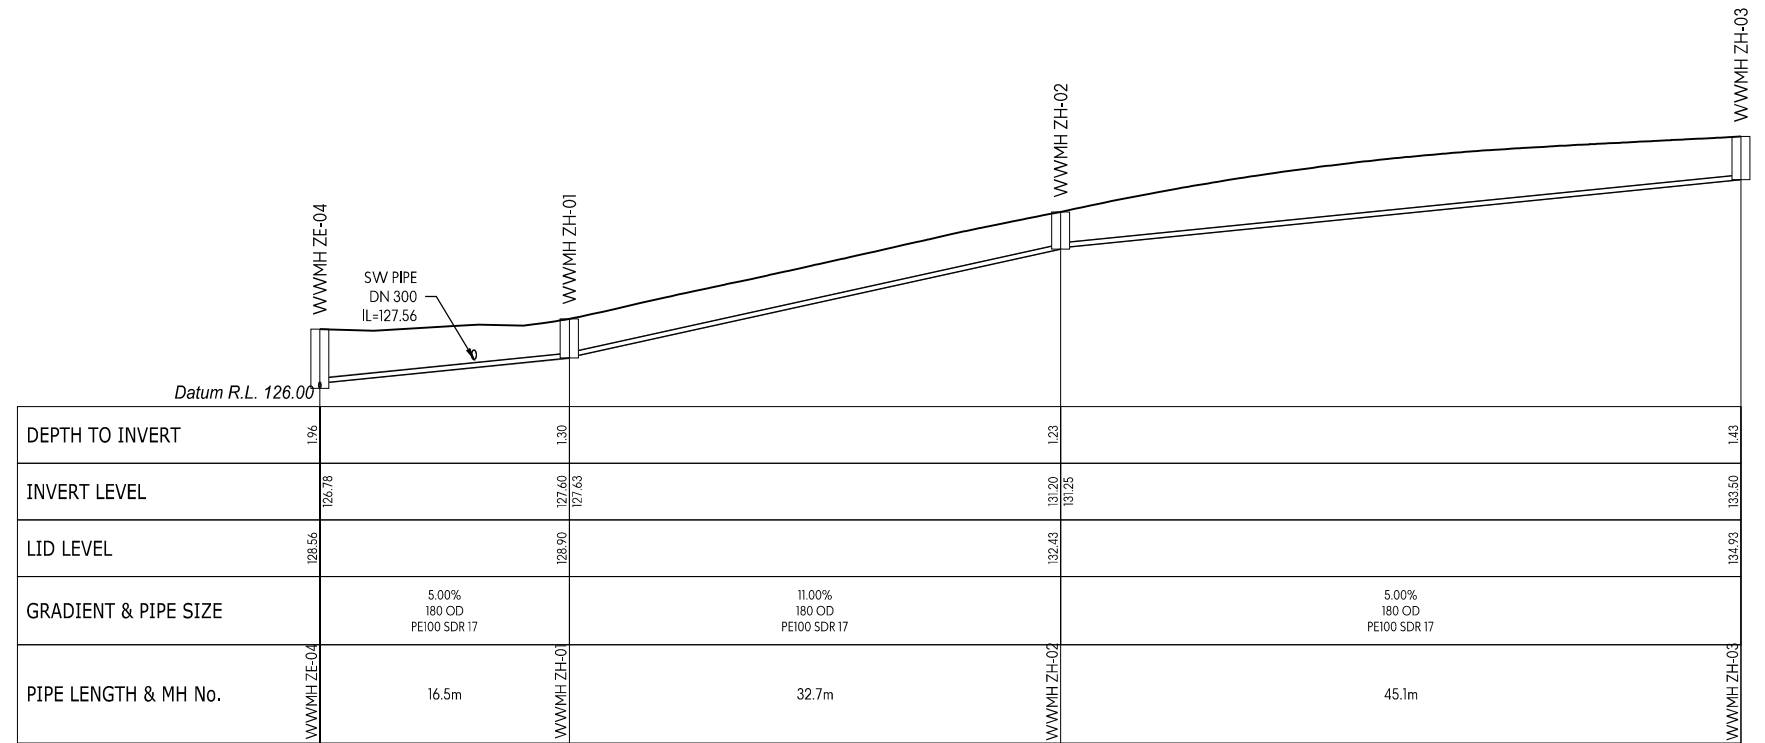 WWMH ZE-04
WWMH ZH-01
WWMH ZH-02
WWMH ZH-03
SW PIPE
DN 300
IL=127.56
Datum R.L. 126.00
DEPTH TO INVERT
1.96
1.30
1.23
1.43
INVERT LEVEL
126.78
127.60
127.63
131.20
131.25
133.50
LID LEVEL
128.56
128.90
132.43
134.93
GRADIENT & PIPE SIZE
5.00%
180 OD
PE100 SDR 17
11.00%
180 OD
PE100 SDR 17
5.00%
180 OD
PE100 SDR 17
PIPE LENGTH & MH No.
WWMH ZE-04
16.5m
WWMH ZH-01
32.7m
WWMH ZH-02
45.1m
WWMH ZH-03